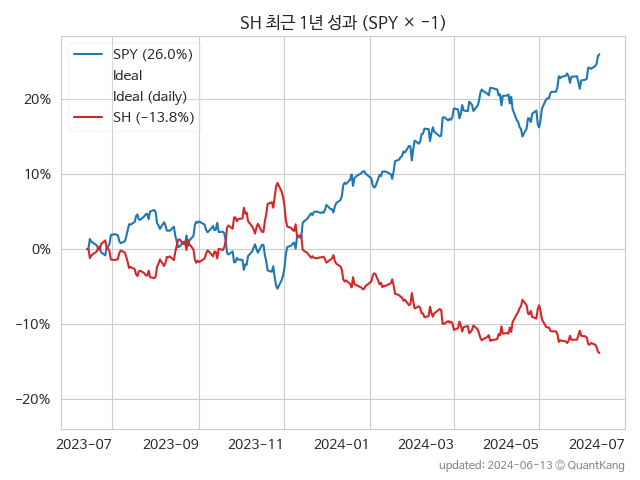 SH 최근 1년 성과 (SPY × −1)
SPY (26.0%)
Ideal
Ideal (daily)
SH (−13.8%)
20%
10%
0%
−10%
−20%
2023−07
2023−09
2023−11
2024−01
2024−03
2024−05
2024−07
updated: 2024−06−13 ⓒ QuantKang